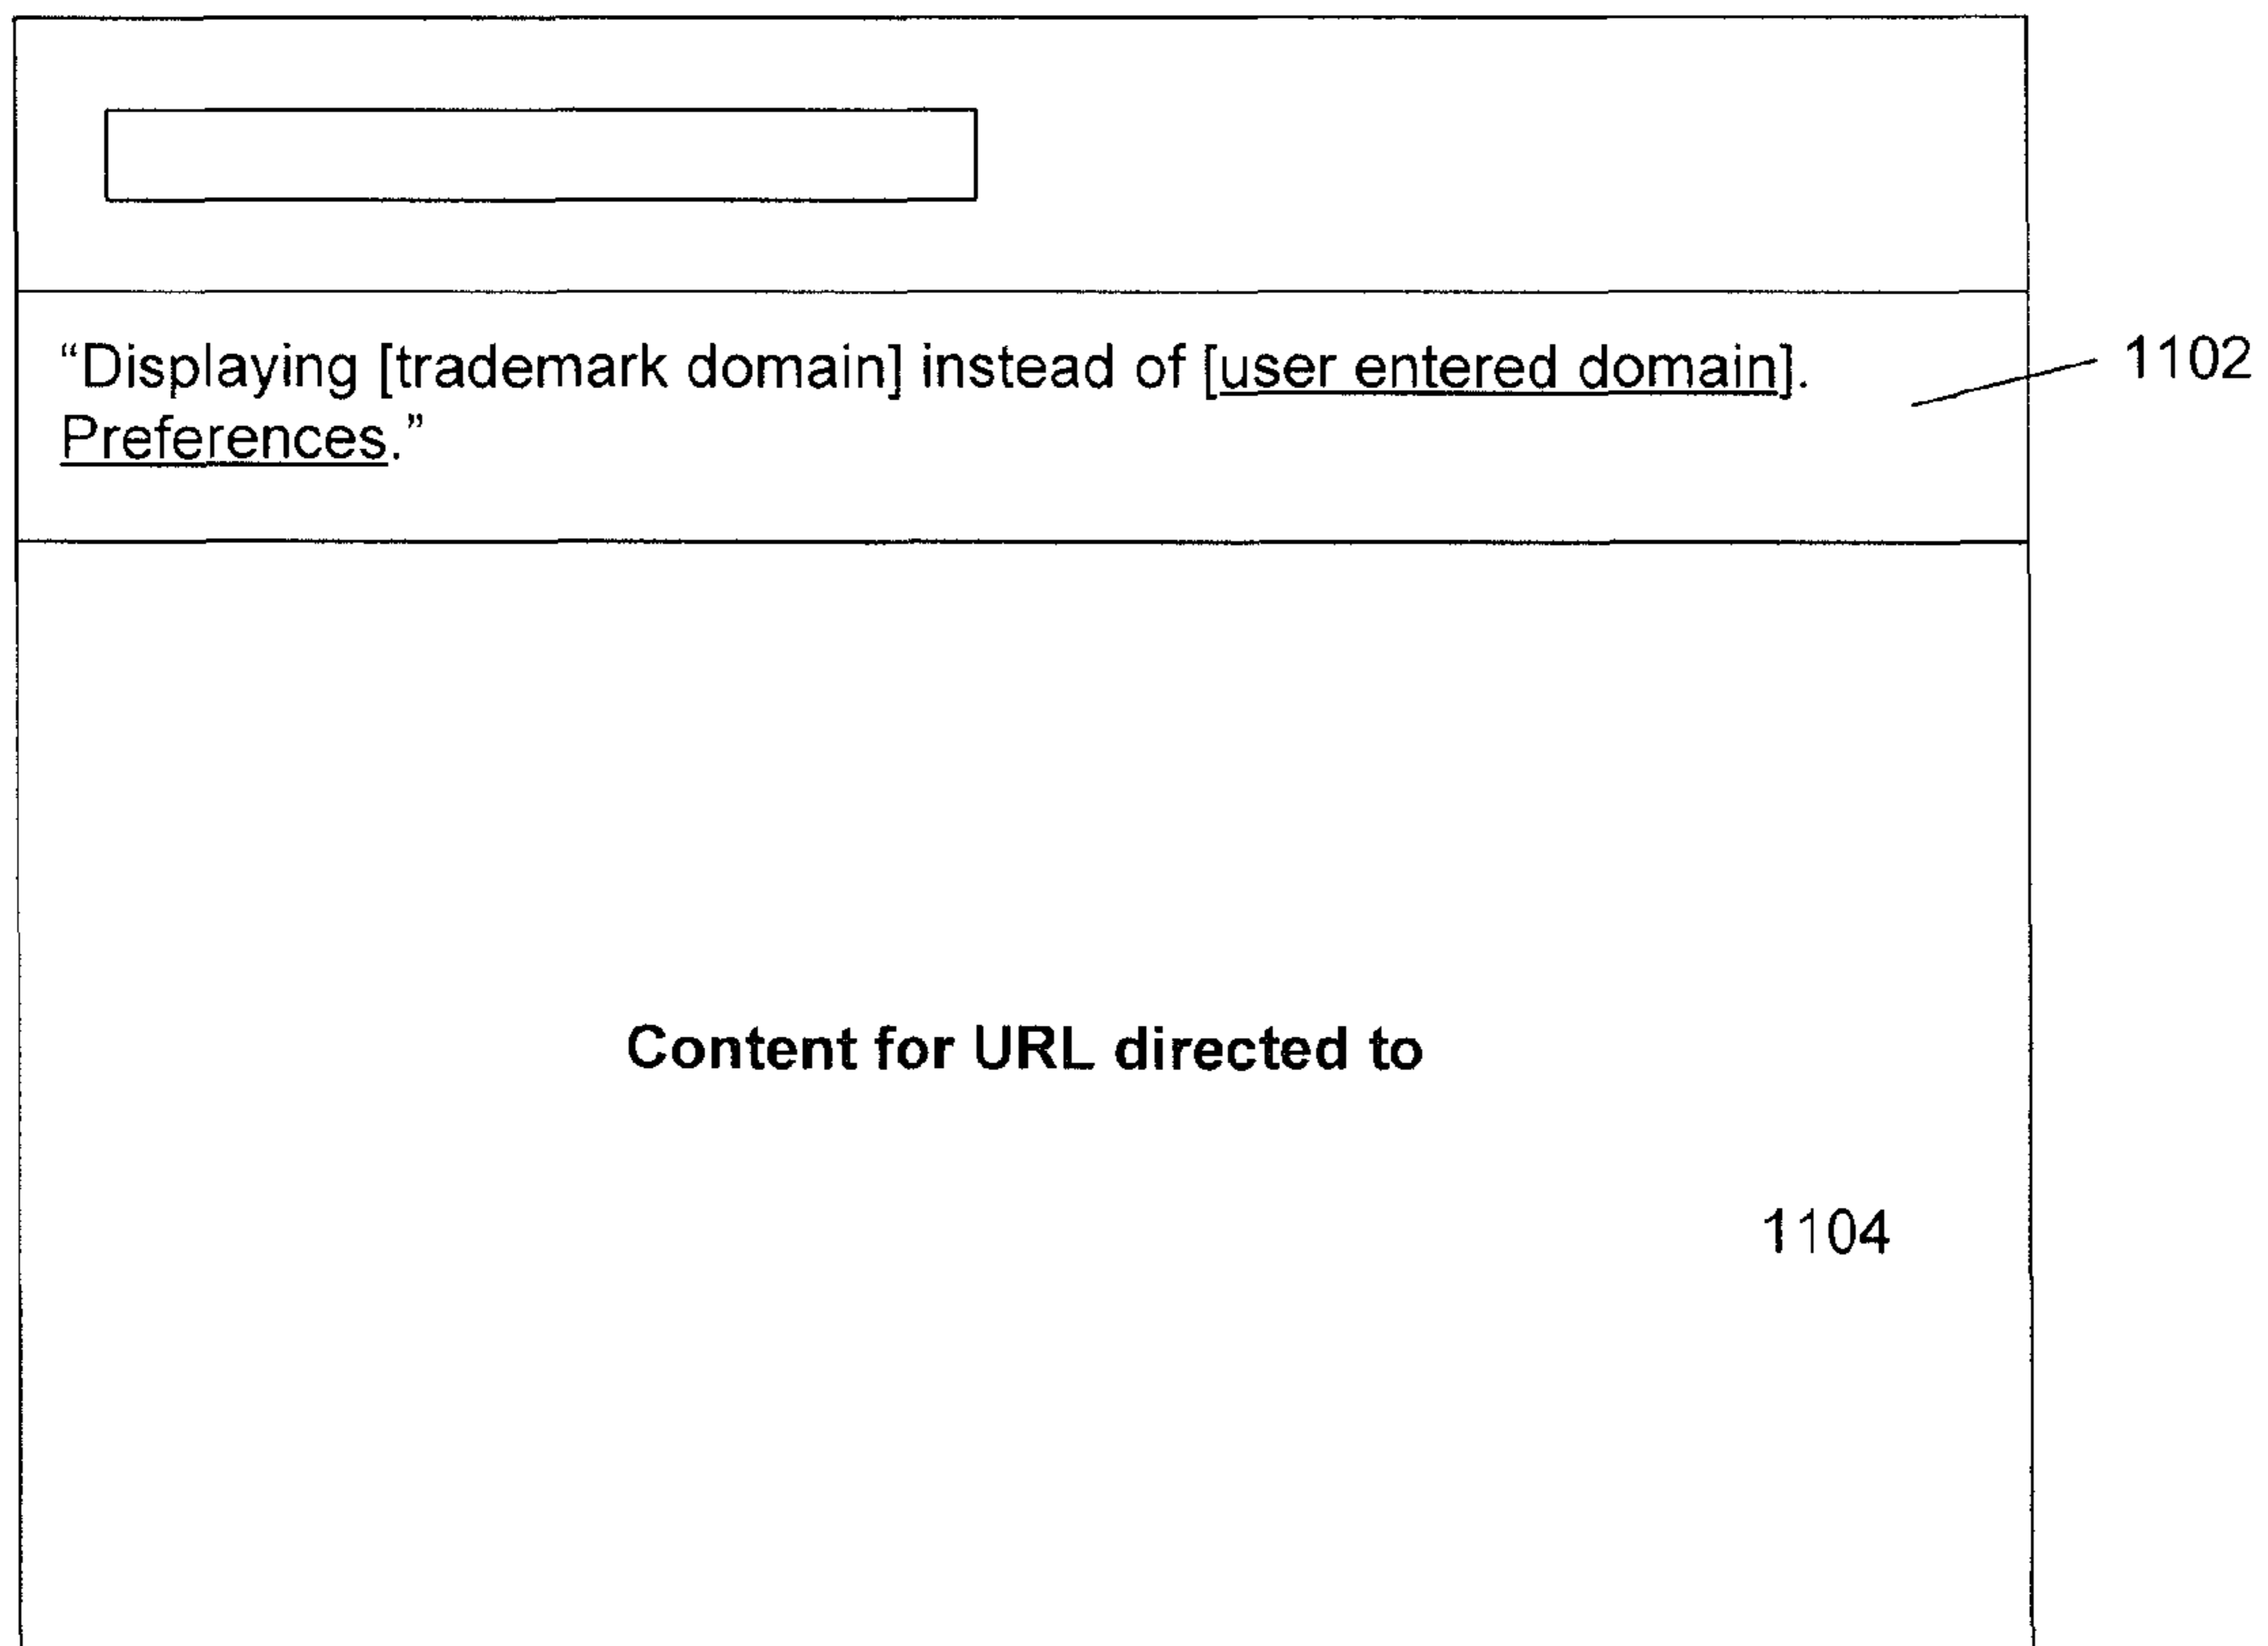 “Displaying [trademark domain] instead of [user entered domain].
Preferences.”
1102
Content for URL directed to
1104